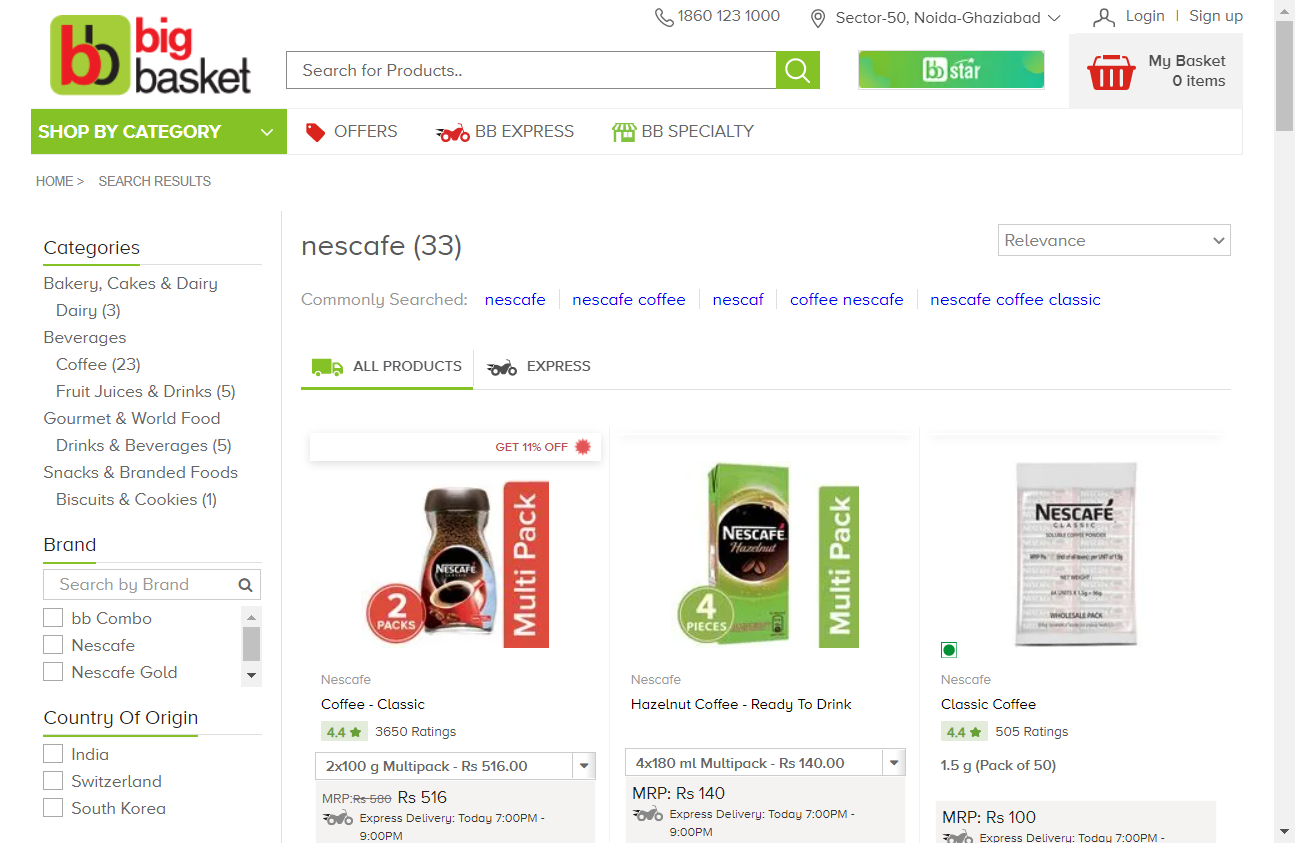 1860 123 1000
Sector-50, Noida-Ghaziabad
Login | Sign up
bb big basket
Search for Products..
bb star
My Basket
0 items
SHOP BY CATEGORY
OFFERS
BB EXPRESS
BB SPECIALTY
HOME > SEARCH RESULTS
Categories
Bakery, Cakes & Dairy
Dairy (3)
Beverages
Coffee (23)
Fruit Juices & Drinks (5)
Gourmet & World Food
Drinks & Beverages (5)
Snacks & Branded Foods
Biscuits & Cookies (1)
Brand
Search by Brand
bb Combo
Nescafe
Nescafe Gold
Country Of Origin
India
Switzerland
South Korea
nescafe (33)
Relevance
Commonly Searched: nescafe nescafe coffee nescaf coffee nescafe nescafe coffee classic
ALL PRODUCTS
EXPRESS
GET 11% OFF
NESCAFÉ
2 PACKS
Multi Pack
Nescafe
Coffee - Classic
4.4 ★ 3650 Ratings
2x100 g Multipack - Rs 516.00
MRP:Rs 580 Rs 516
Express Delivery: Today 7:00PM -
9:00PM
NESCAFÉ
Hazelnut
4 PIECES
Multi Pack
Nescafe
Hazelnut Coffee - Ready To Drink
4x180 ml Multipack - Rs 140.00
MRP: Rs 140
Express Delivery: Today 7:00PM -
9:00PM
NESCAFÉ
CLASSIC
SOLUBLE COFFEE POWDER
NET WEIGHT
WHOLESALE PACK
Nescafe
Classic Coffee
4.4 ★ 505 Ratings
1.5 g (Pack of 50)
MRP: Rs 100
Express Delivery: Today 7:00PM -